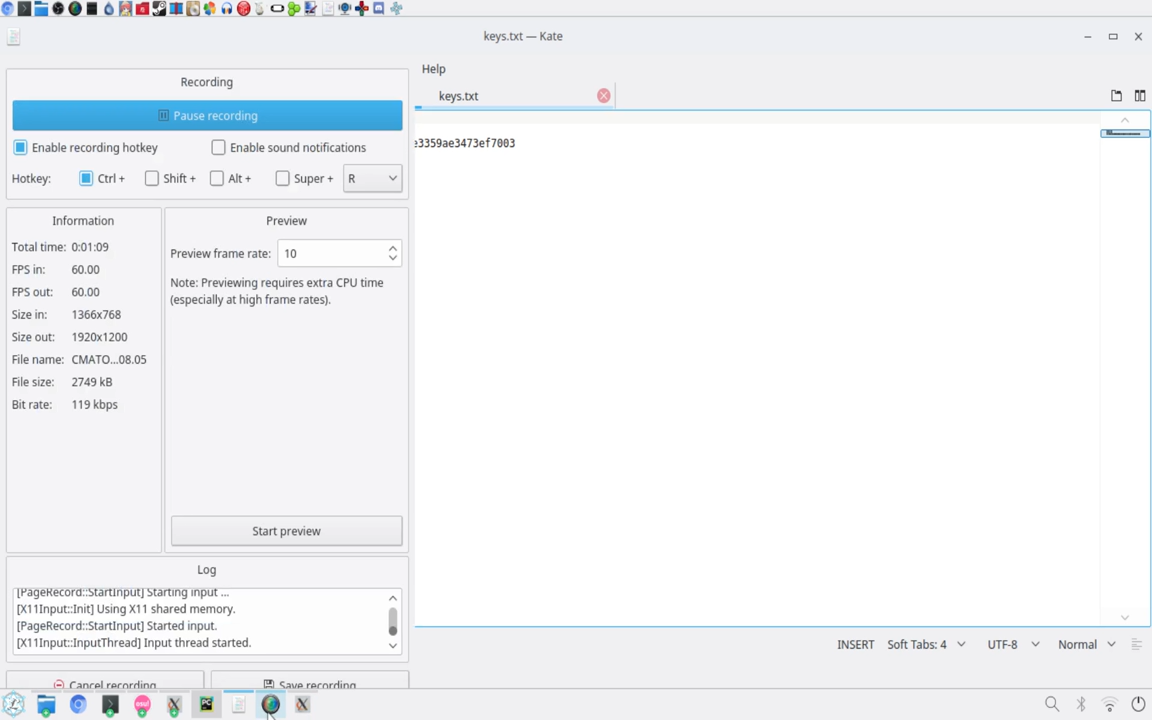 keys.txt — Kate
Recording
Help
keys.txt
Pause recording
Enable recording hotkey
Enable sound notifications
e3359ae3473ef7003
Hotkey:
Ctrl +
Shift +
Alt +
Super +
R
Information
Preview
Total time: 0:01:09
FPS in: 60.00
FPS out: 60.00
Size in: 1366x768
Size out: 1920x1200
File name: CMATO...08.05
File size: 2749 kB
Bit rate: 119 kbps
Preview frame rate: 10
Note: Previewing requires extra CPU time
(especially at high frame rates).
Start preview
Log
[PageRecord::StartInput] Starting input ...
[X11Input::Init] Using X11 shared memory.
[PageRecord::StartInput] Started input.
[X11Input::InputThread] Input thread started.
INSERT
Soft Tabs: 4
UTF-8
Normal
Cancel recording
Save recording
PC